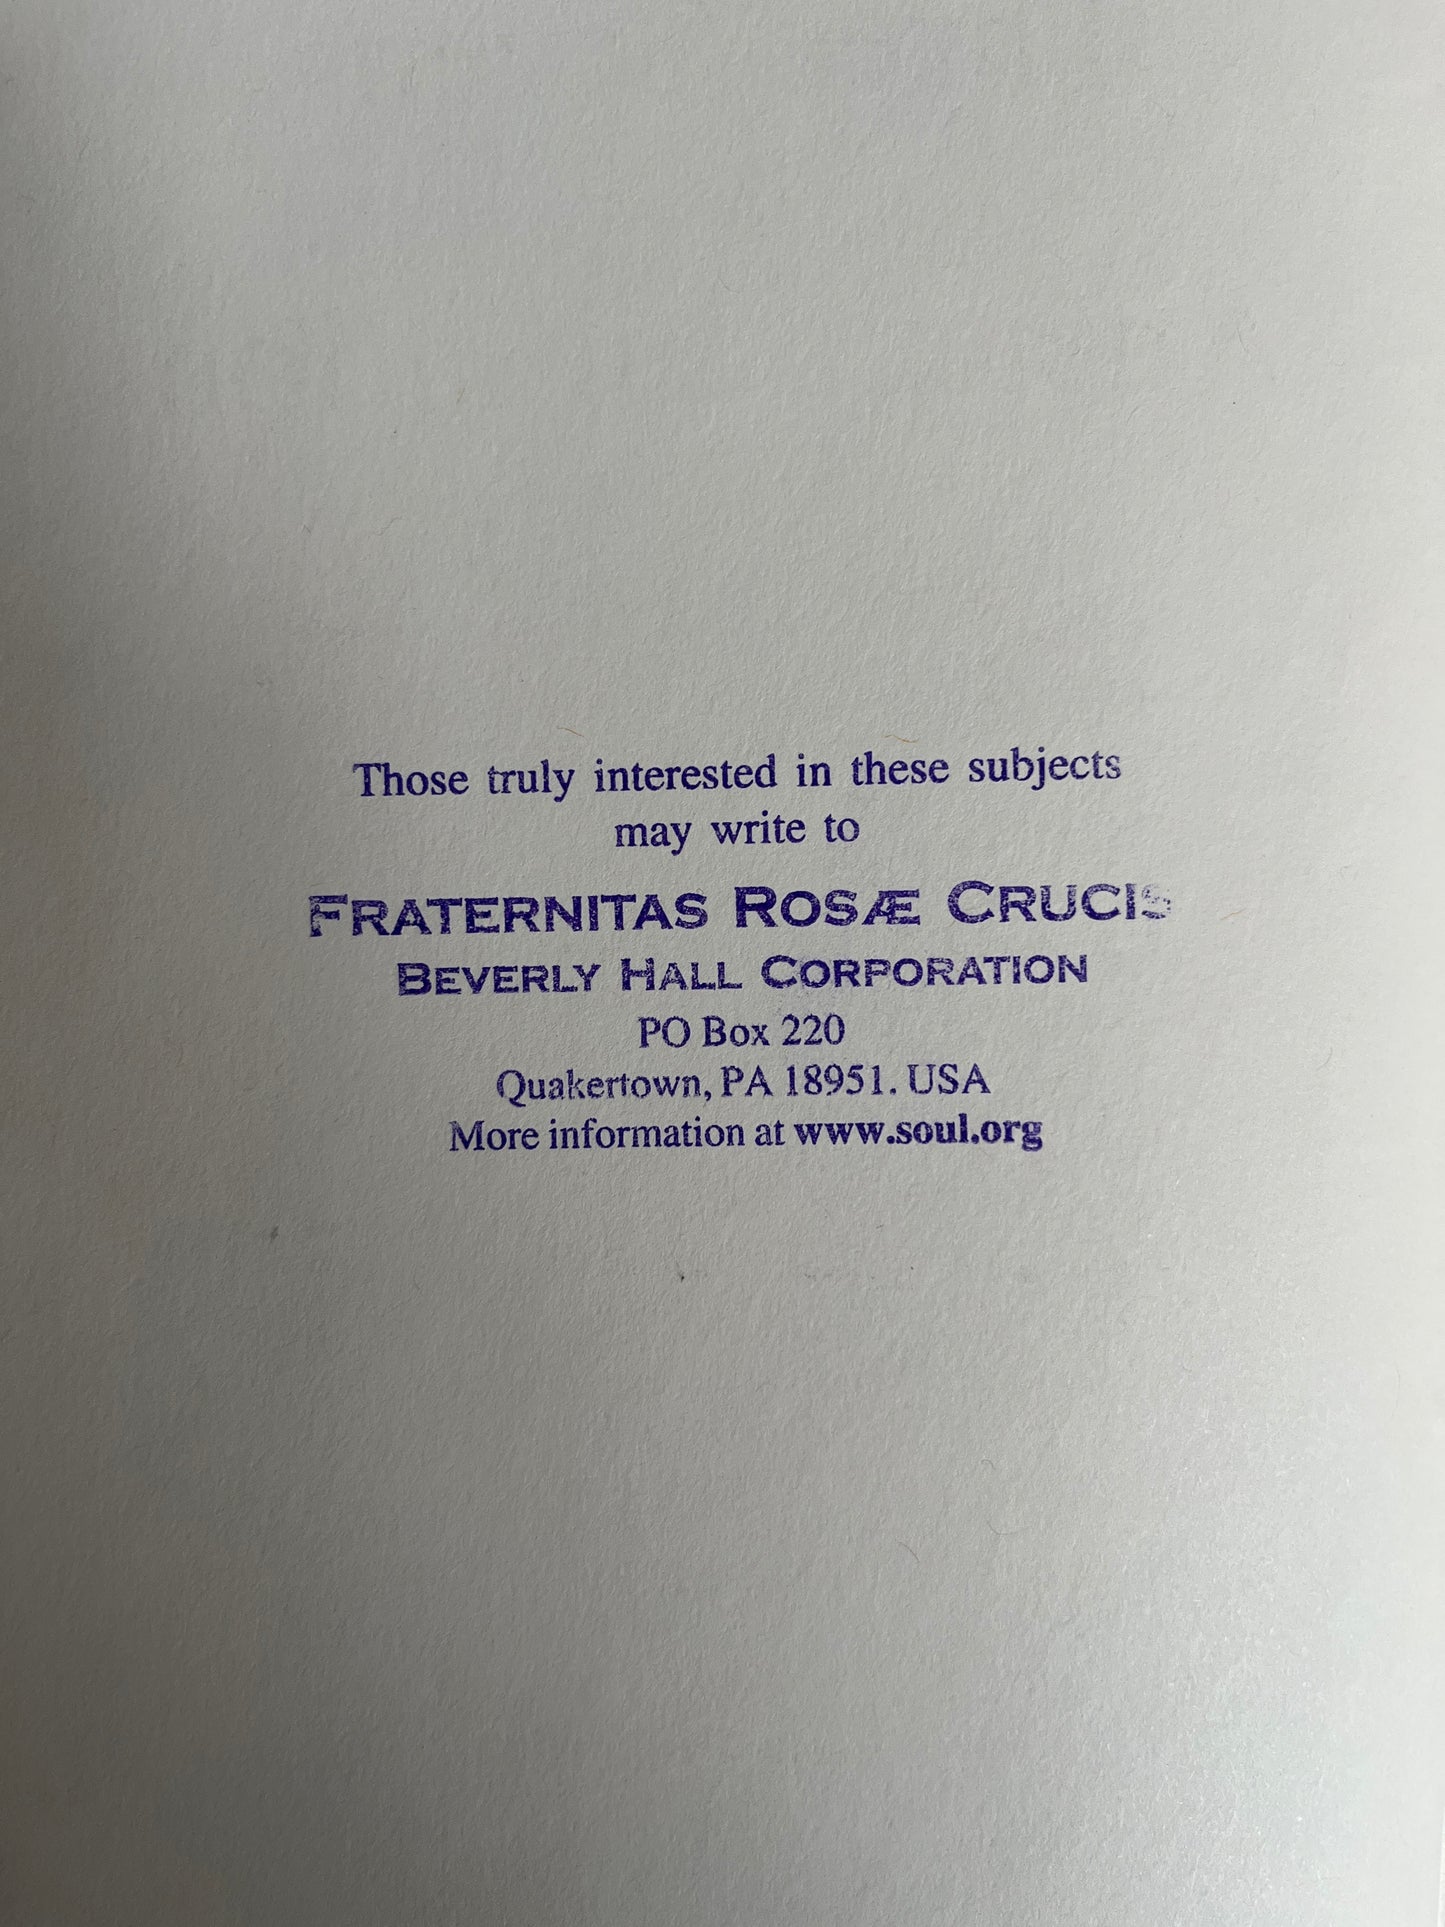 Those truly interested in these subjects
may write to
FRATERNITAS ROSÆ CRUCIS
BEVERLY HALL CORPORATION
PO Box 220
Quakertown, PA 18951. USA
More information at www.soul.org